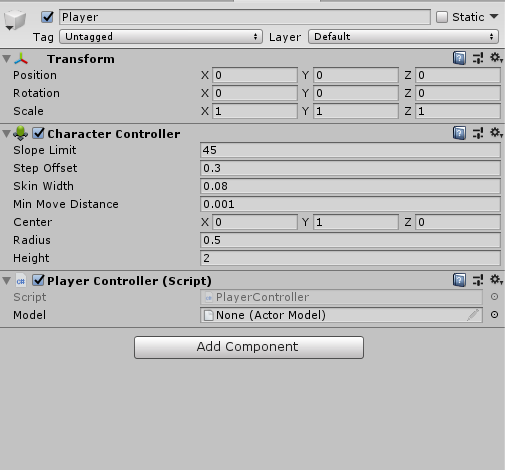 Player Static
Tag Untagged Layer Default
Transform
Position X 0 Y 0 Z 0
Rotation X 0 Y 0 Z 0
Scale X 1 Y 1 Z 1
Character Controller
Slope Limit 45
Step Offset 0.3
Skin Width 0.08
Min Move Distance 0.001
Center X 0 Y 1 Z 0
Radius 0.5
Height 2
c# Player Controller (Script)
Script PlayerController
Model None (Actor Model)
Add Component